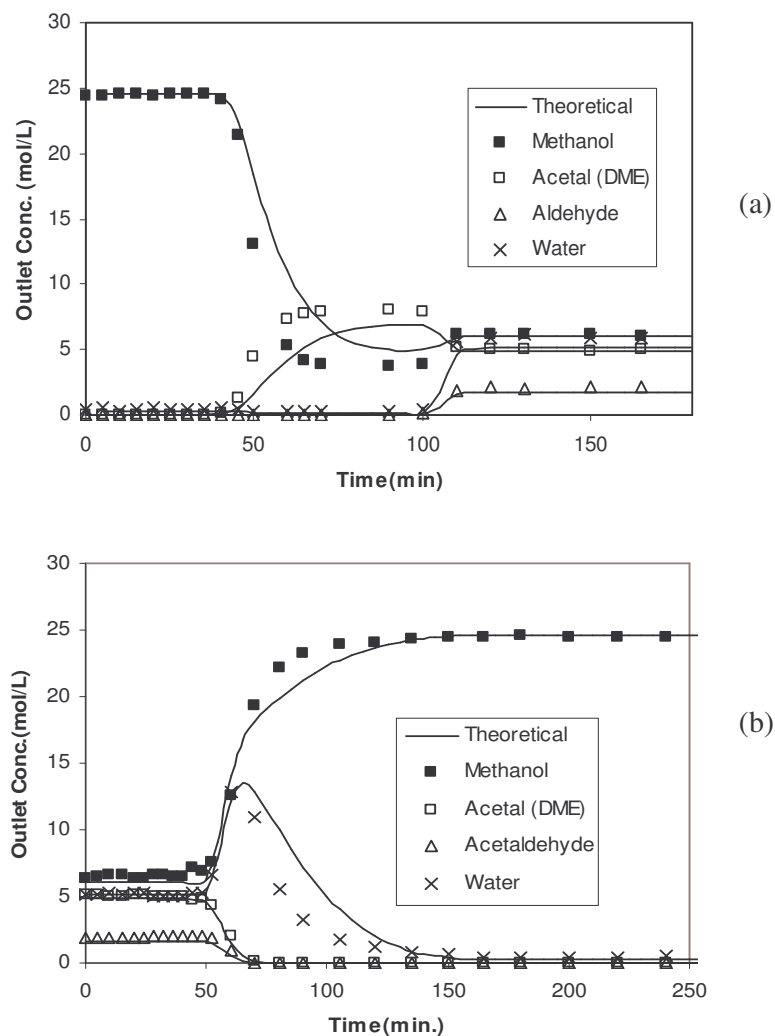 30
25
20
15
10
5
0
Outlet Conc. (mol/L)
Theoretical
Methanol
Acetal (DME)
Aldehyde
Water
(a)
0 50 100 150
Time(min)
30
25
20
15
10
5
0
Outlet Conc.(mol/L)
Theoretical
Methanol
Acetal (DME)
Acetaldehyde
Water
(b)
0 50 100 150 200 250
Time(min.)